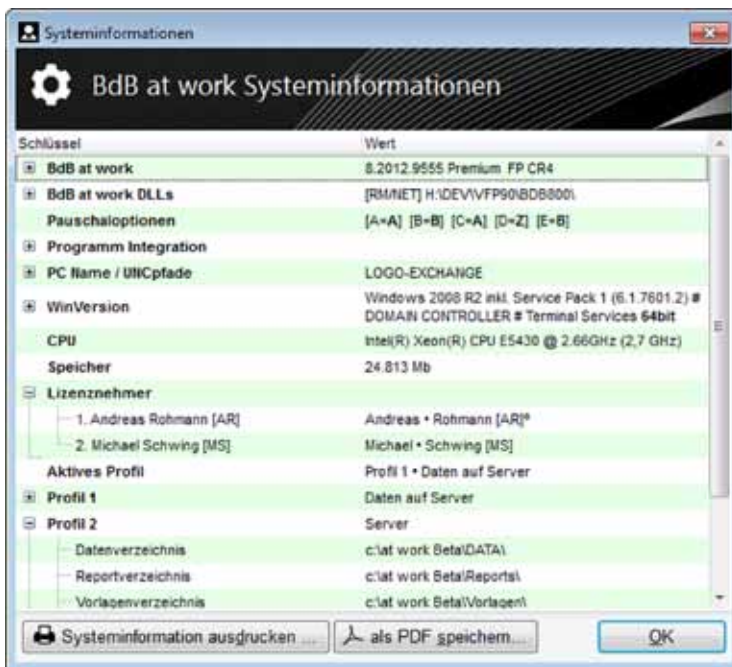 Systeminformationen
BdB at work Systeminformationen
Schlüssel Wert
BdB at work 8.2012.9555 Premium FP CR4
BdB at work DLLs [RM/NET] H:\DEV\VFP90\BDB800\
Pauschaloptionen [A=A] [B=B] [C=A] [D=Z] [E=B]
Programm Integration
PC Name / UNCpfade LOGO-EXCHANGE
WinVersion Windows 2008 R2 inkl. Service Pack 1 (6.1.7601.2) #
DOMAIN CONTROLLER # Terminal Services 64bit
CPU Intel(R) Xeon(R) CPU E5430 @ 2.66GHz (2,7 GHz)
Speicher 24.813 Mb
Lizenznehmer
1. Andreas Rohmann [AR] Andreas • Rohmann [AR]*
2. Michael Schwing [MS] Michael • Schwing [MS]
Aktives Profil Profil 1 • Daten auf Server
Profil 1 Daten auf Server
Profil 2 Server
Datenverzeichnis c:\at work Beta\DATA\
Reportverzeichnis c:\at work Beta\Reports\
Vorlagenverzeichnis c:\at work Beta\Vorlagen\
Systeminformation ausdrucken ... als PDF speichern... OK